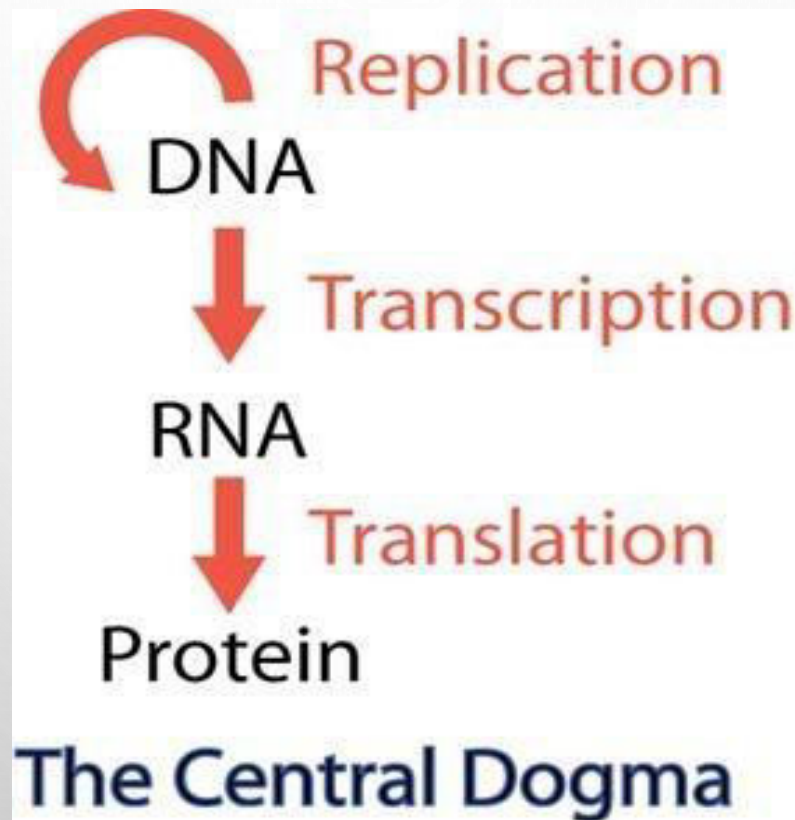 Replication
DNA
Transcription
RNA
Translation
Protein
The Central Dogma